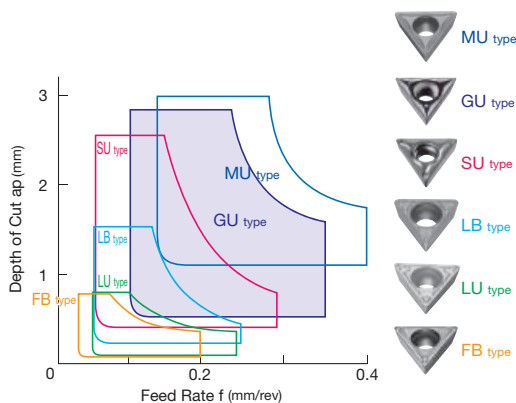 MU type
GU type
SU type
LB type
LU type
FB type
Depth of Cut ap (mm)
3
2
1
0
0.2
0.4
Feed Rate f (mm/rev)
SU type
MU type
GU type
LB type
LU type
FB type